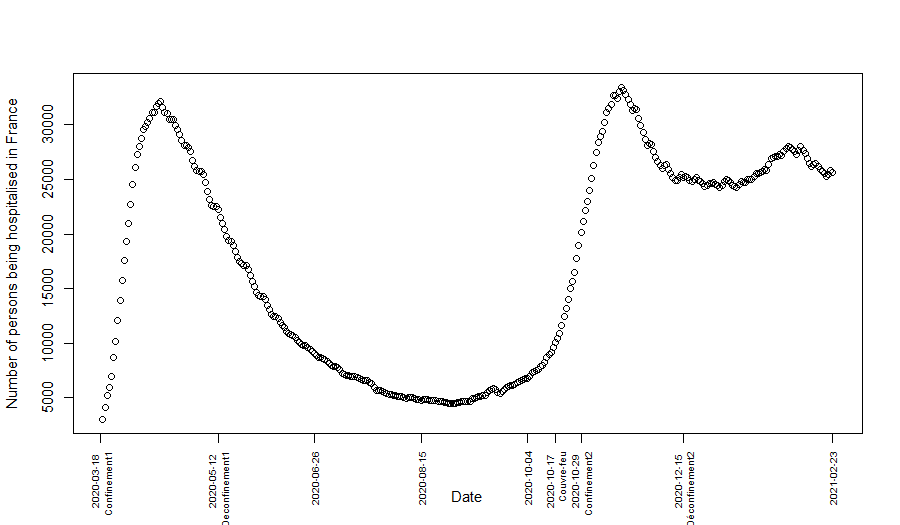 Number of persons being hospitalised in France
30000
25000
20000
15000
10000
5000
2020-03-18
Confinement1
2020-05-12
Deconfinement1
2020-06-26
2020-08-15
2020-10-04
2020-10-17
Couvre-feu
2020-10-29
Confinement2
2020-12-15
Déconfinement2
2021-02-23
Date